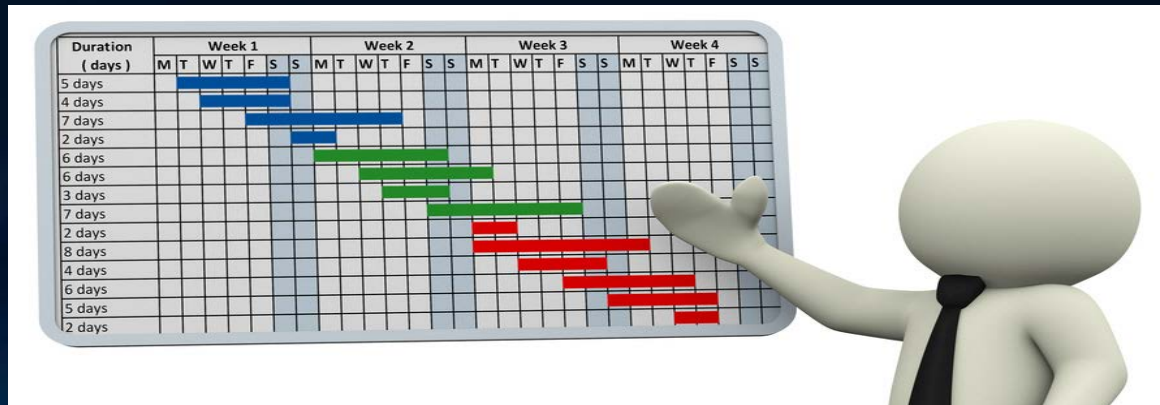 Duration Week 1 Week 2 Week 3 Week 4
( days ) M T W T F S S M T W T F S S M T W T F S S M T W T F S S
5 days
4 days
7 days
2 days
6 days
6 days
3 days
7 days
2 days
8 days
4 days
6 days
5 days
2 days